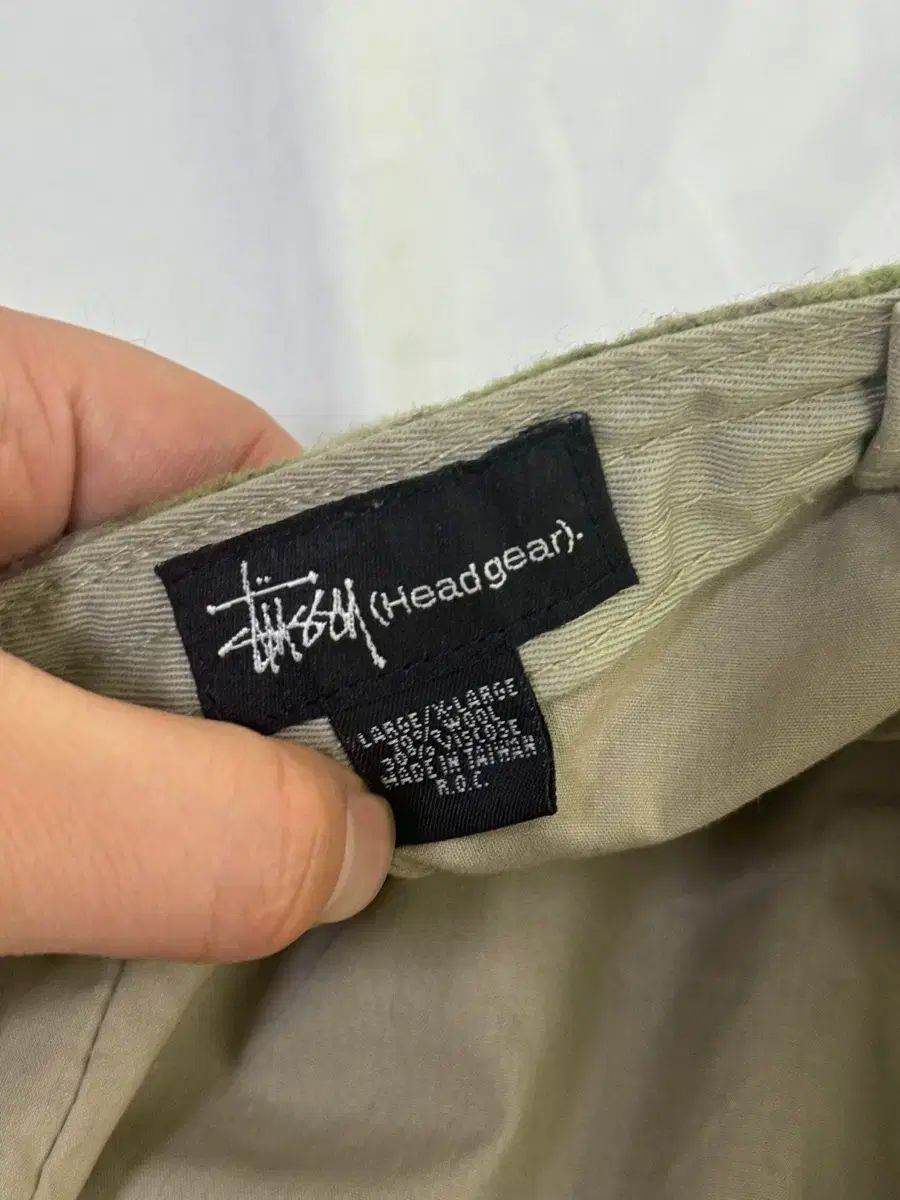 Stüssy (Headgear).
LARGE/X-LARGE
70% WOOL
30% VISCOSE
MADE IN TAIWAN
R.O.C.